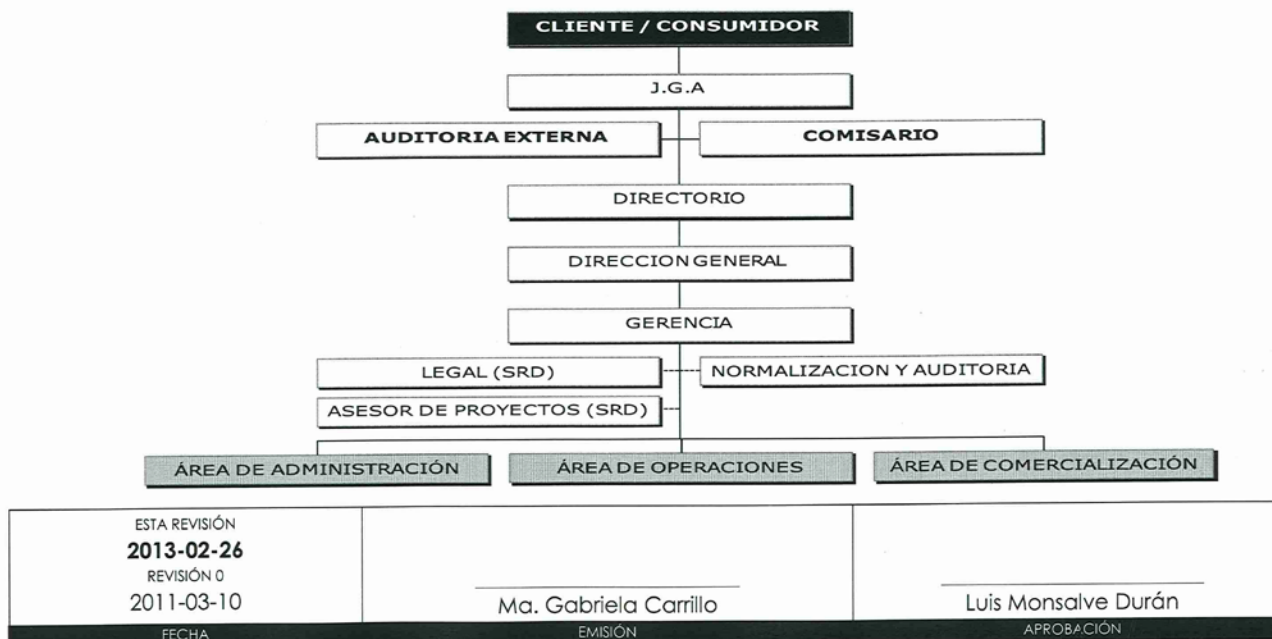 CLIENTE / CONSUMIDOR
J.G.A
AUDITORIA EXTERNA
COMISARIO
DIRECTORIO
DIRECCION GENERAL
GERENCIA
LEGAL (SRD)
NORMALIZACION Y AUDITORIA
ASESOR DE PROYECTOS (SRD)
ÁREA DE ADMINISTRACIÓN
ÁREA DE OPERACIONES
ÁREA DE COMERCIALIZACIÓN
ESTA REVISIÓN
2013-02-26
REVISIÓN 0
2011-03-10
FECHA
Ma. Gabriela Carrillo
EMISIÓN
Luis Monsalve Durán
APROBACIÓN